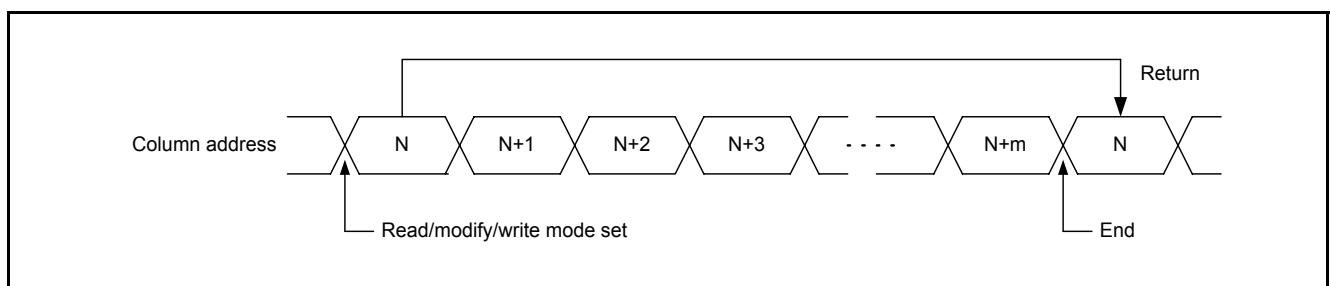 Return
Column address N N+1 N+2 N+3 - - - - N+m N
Read/modify/write mode set End